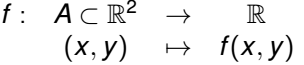 f : A ⊂ ℝ² → ℝ
(x, y) ↦ f(x, y)